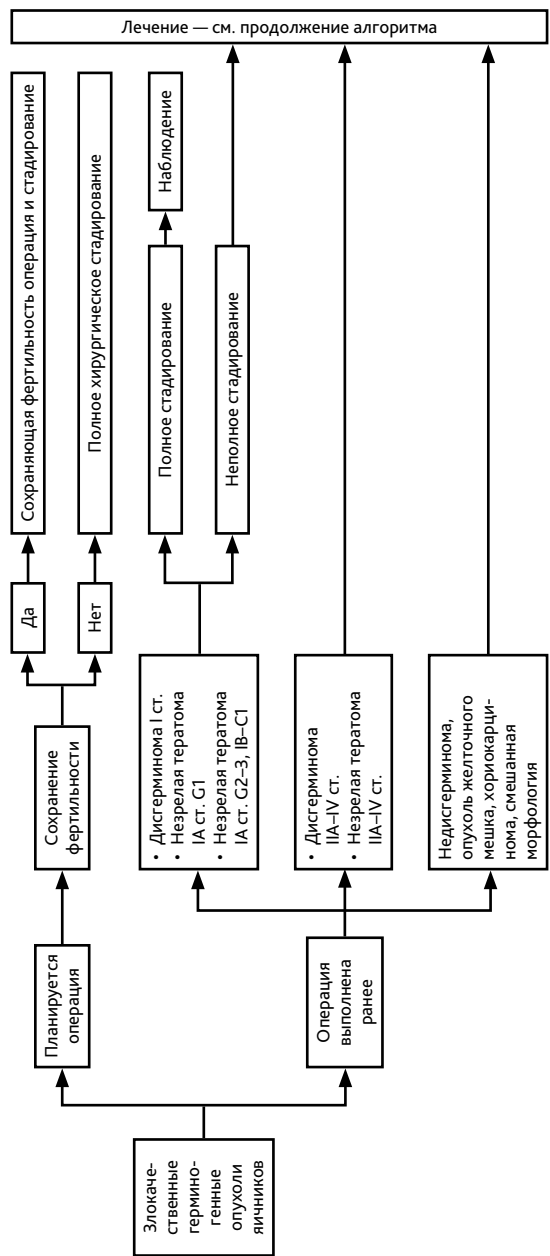 Злокаче-
ственные
гермино-
генные
опухоли
яичников
Планируется
операция
Сохранение
фертильности
Да
Сохраняющая фертильность операция и стадирование
Нет
Полное хирургическое стадирование
Операция
выполнена
ранее
• Дисгерминома I ст.
• Незрелая тератома
IA ст. G1
• Незрелая тератома
IA ст. G2–3, IB–C1
Полное стадирование
Наблюдение
Неполное стадирование
• Дисгерминома
IIA–IV ст.
• Незрелая тератома
IIA–IV ст.
Недисгерминома,
опухоль желточного
мешка, хориокарци-
нома, смешанная
морфология
Лечение — см. продолжение алгоритма